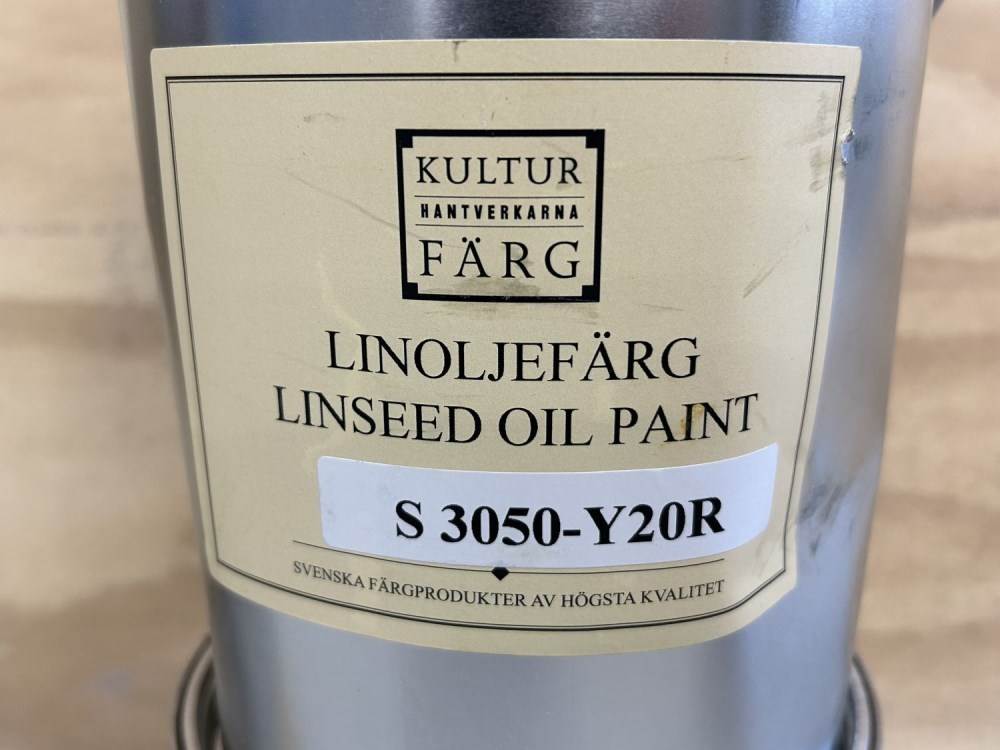 KULTUR
HANTVERKARNA
FÄRG
LINOLJEFÄRG
LINSEED OIL PAINT
S 3050-Y20R
SVENSKA FÄRGPRODUKTER AV HÖGSTA KVALITET